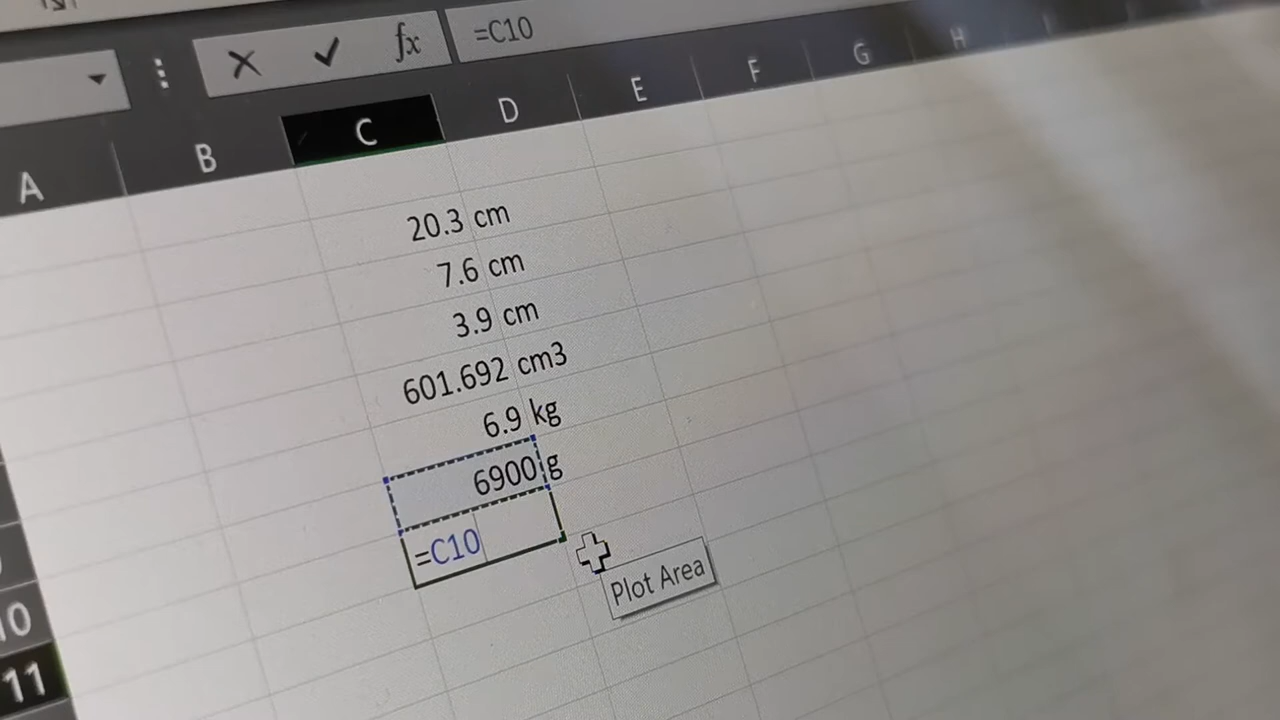 fx =C10
A B C D E F G H
20.3 cm
7.6 cm
3.9 cm
601.692 cm3
6.9 kg
6900 g
=C10
Plot Area
10
11